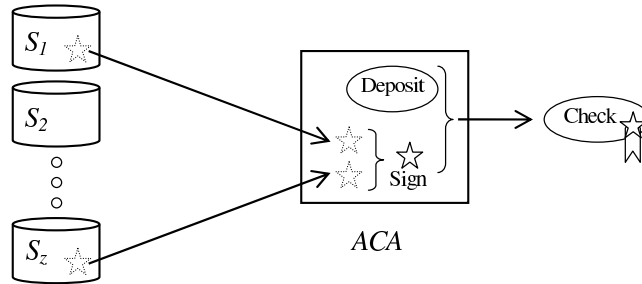 S1
S2
Sz
Deposit
Sign
ACA
Check